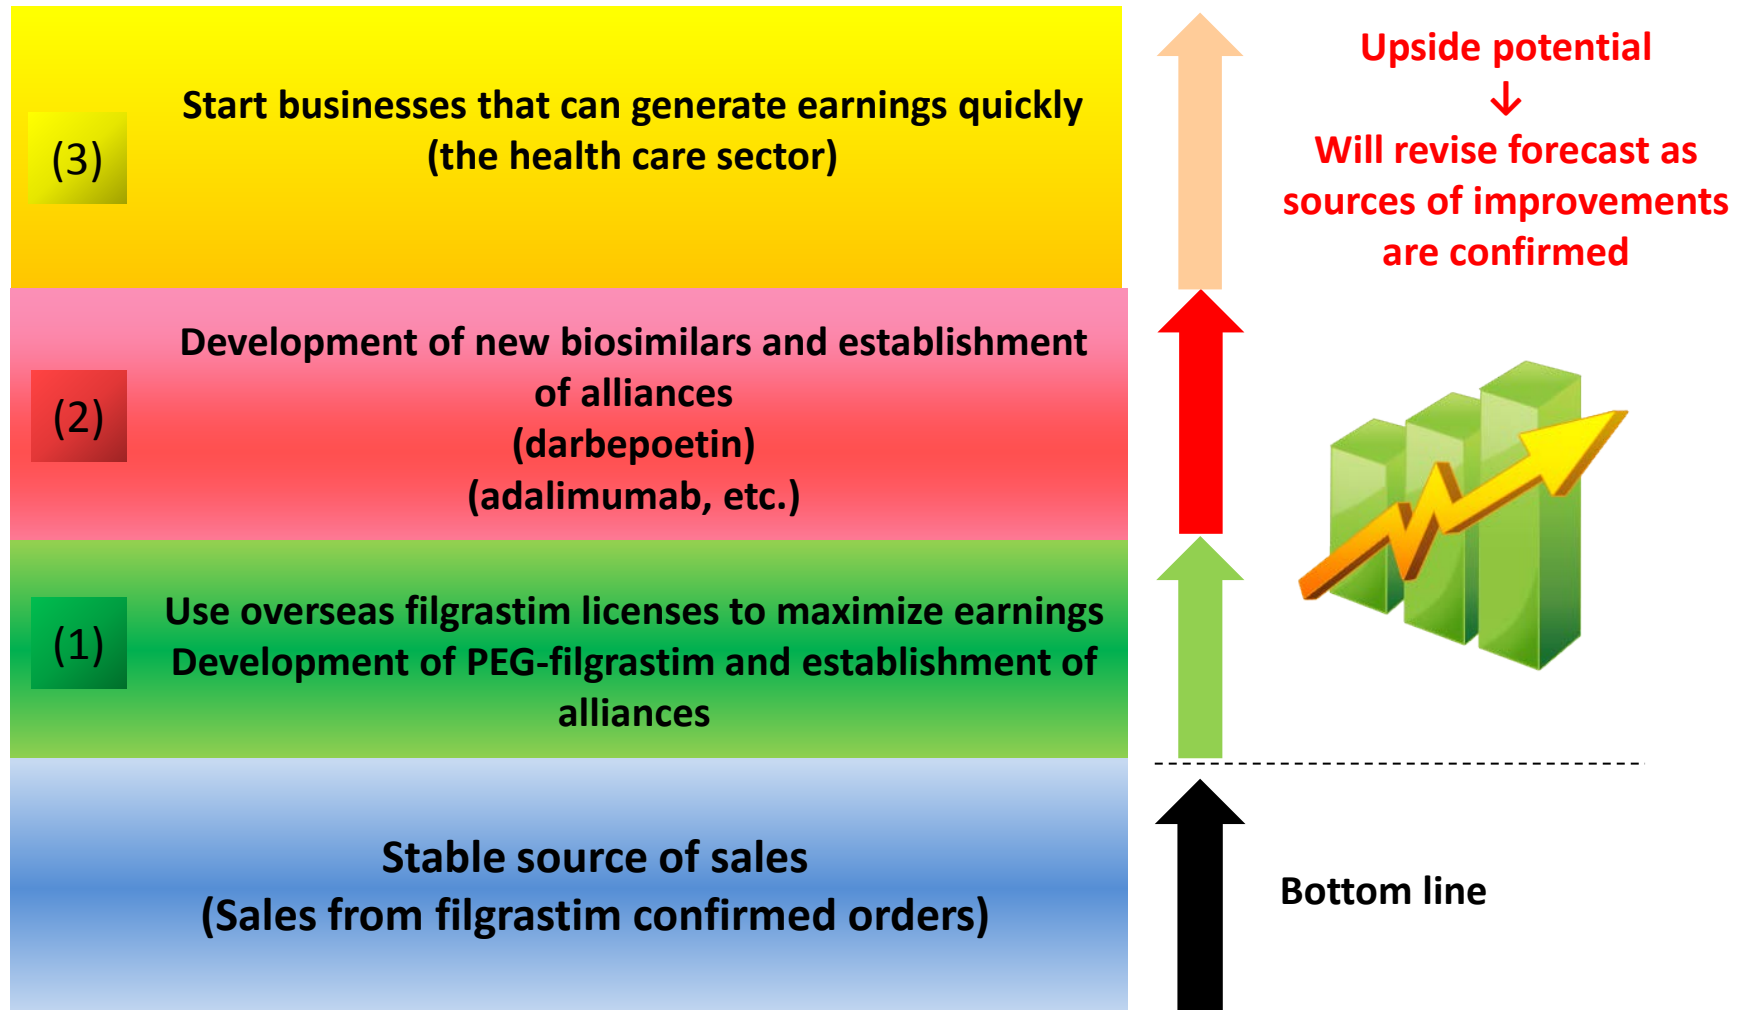 (3)
Start businesses that can generate earnings quickly
(the health care sector)
Upside potential
↓
Will revise forecast as
sources of improvements
are confirmed
(2)
Development of new biosimilars and establishment
of alliances
(darbepoetin)
(adalimumab, etc.)
(1)
Use overseas filgrastim licenses to maximize earnings
Development of PEG-filgrastim and establishment of
alliances
Stable source of sales
(Sales from filgrastim confirmed orders)
Bottom line